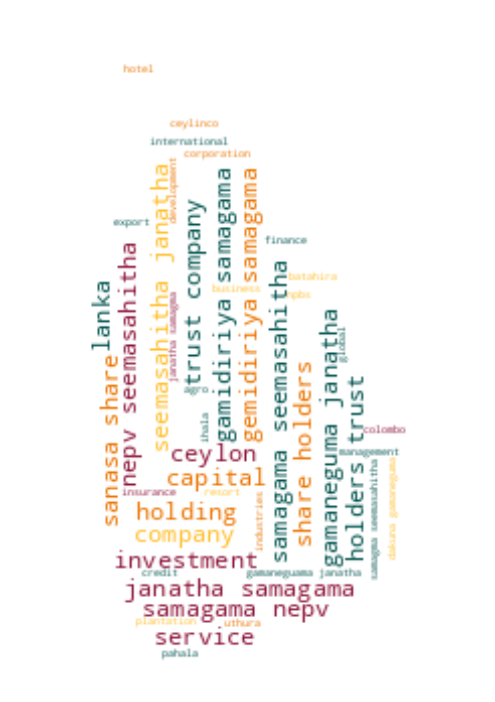 hotel
ceylinco
international
corporation
development
seemasahitha janatha
gamidiriya samagama
gemidiriya samagama
trust company
export
finance
nepv seemasahitha
samagama seemasahitha
batahira
business
npbs
lanka
janatha samagma
gamaneguma janatha
global
sanasa share
share holders
agro
holders trust
ihala
colombo
ceylon
management
samagma seemasahitha
dakuna gamaneguma
capital
insurance
resort
industries
holding
company
investment
credit
gamaneguama janatha
janatha samagama
samagama nepv
plantation
uthura
service
pahala